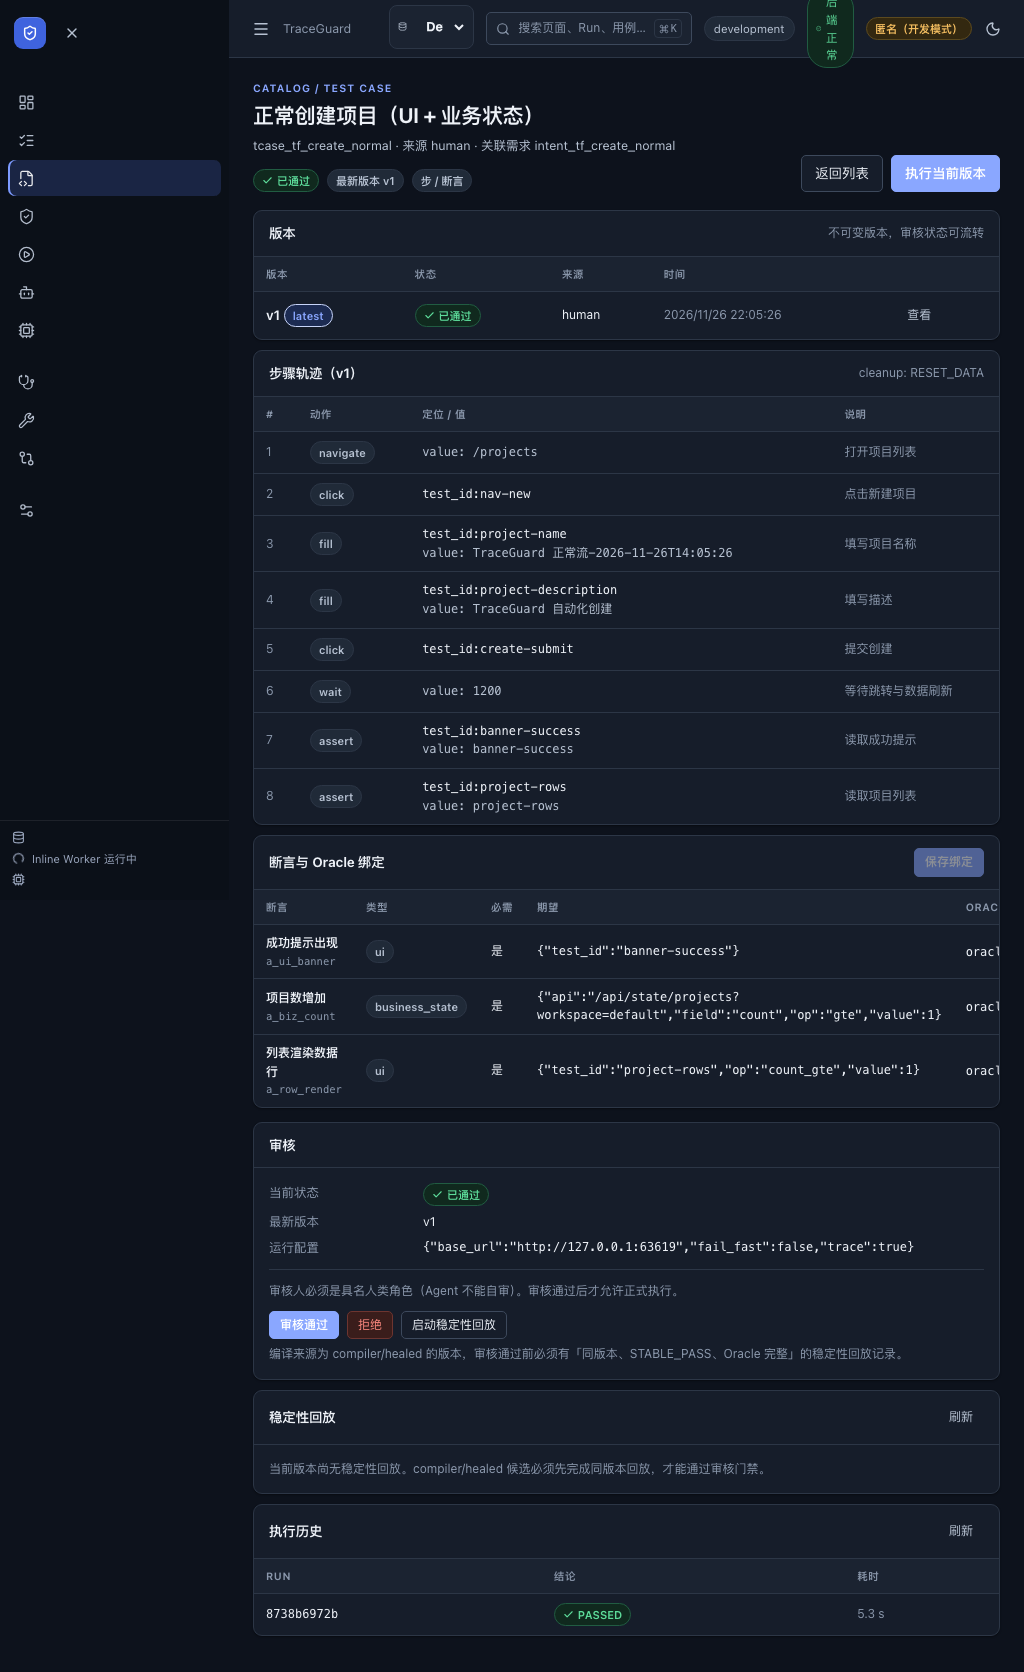 TraceGuard
De
搜索页面、Run、用例...
⌘K
development
后端正常
匿名（开发模式）
CATALOG / TEST CASE
正常创建项目（UI + 业务状态）
tcase_tf_create_normal · 来源 human · 关联需求 intent_tf_create_normal
已通过
最新版本 v1
步 / 断言
返回列表
执行当前版本
版本
不可变版本，审核状态可流转
版本 状态 来源 时间
v1 latest 已通过 human 2026/11/26 22:05:26 查看
步骤轨迹（v1）
cleanup: RESET_DATA
# 动作 定位 / 值 说明
1 navigate value: /projects 打开项目列表
2 click test_id:nav-new 点击新建项目
3 fill test_id:project-name 填写项目名称
value: TraceGuard 正常流-2026-11-26T14:05:26
4 fill test_id:project-description 填写描述
value: TraceGuard 自动化创建
5 click test_id:create-submit 提交创建
6 wait value: 1200 等待跳转与数据刷新
7 assert test_id:banner-success 读取成功提示
value: banner-success
8 assert test_id:project-rows 读取项目列表
value: project-rows
断言与 Oracle 绑定
保存绑定
断言 类型 必需 期望 ORAC
成功提示出现 ui 是 {"test_id":"banner-success"} oracl
a_ui_banner
项目数增加 business_state 是 {"api":"/api/state/projects? oracl
a_biz_count workspace=default","field":"count","op":"gte","value":1}
列表渲染数据
行 ui 是 {"test_id":"project-rows","op":"count_gte","value":1} oracl
a_row_render
审核
当前状态 已通过
最新版本 v1
运行配置 {"base_url":"http://127.0.0.1:63619","fail_fast":false,"trace":true}
审核人必须是具名人类角色（Agent 不能自审）。审核通过后才允许正式执行。
审核通过 拒绝 启动稳定性回放
编译来源为 compiler/healed 的版本，审核通过前必须有「同版本、STABLE_PASS、Oracle 完整」的稳定性回放记录。
稳定性回放
刷新
当前版本尚无稳定性回放。compiler/healed 候选必须先完成同版本回放，才能通过审核门禁。
执行历史
刷新
RUN 结论 耗时
8738b6972b PASSED 5.3 s
Inline Worker 运行中